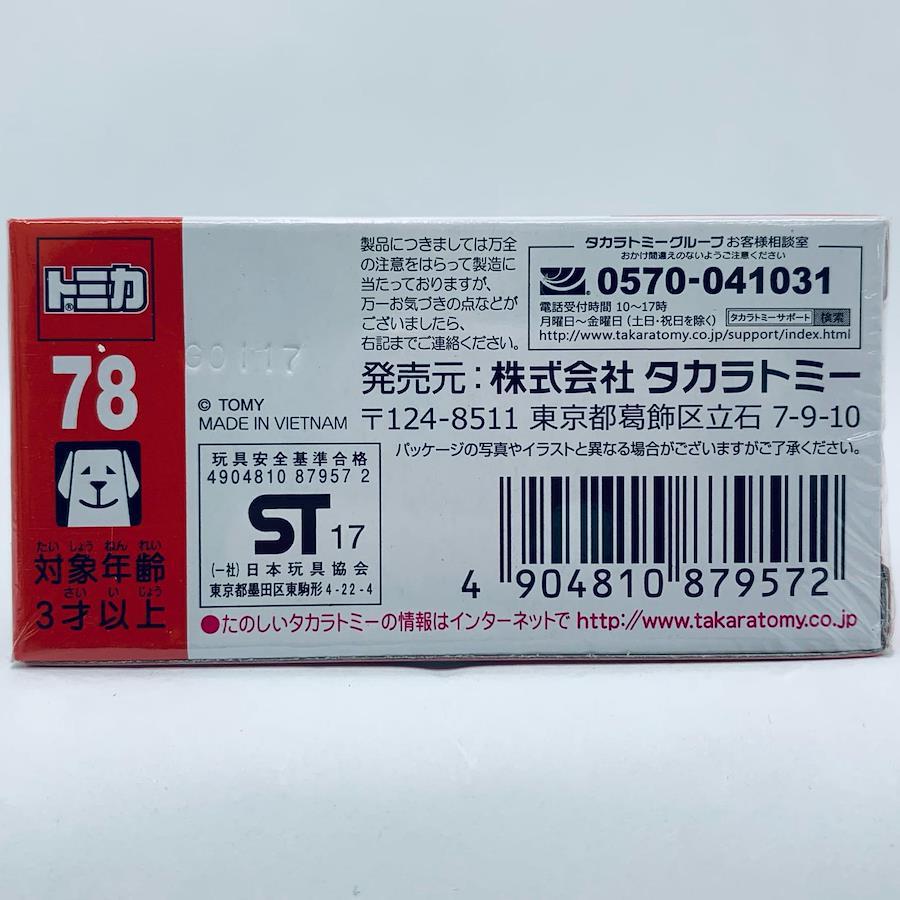 トミカ
®
78
たいしょうねんれい
対象年齢
さいいじょう
3才以上
© TOMY
MADE IN VIETNAM
玩具安全基準合格
4904810 87957 2
ST 17
(一社)日本玩具協会
東京都墨田区東駒形4-22-4
製品につきましては万全
の注意をはらって製造に
当たっておりますが、
万一お気づきの点などが
ございましたら、
右記までご連絡ください。
タカラトミーグループ お客様相談室
おかけ間違えのないようご注意ください
0570-041031
電話受付時間 10〜17時
月曜日〜金曜日(土日・祝日を除く)
タカラトミーサポート 検索
http://www.takaratomy.co.jp/support/index.html
発売元:株式会社 タカラトミー
〒124-8511 東京都葛飾区立石 7-9-10
パッケージの写真やイラストと異なる場合がございますがご了承ください。
4 904810 879572
●たのしいタカラトミーの情報はインターネットで http://www.takaratomy.co.jp